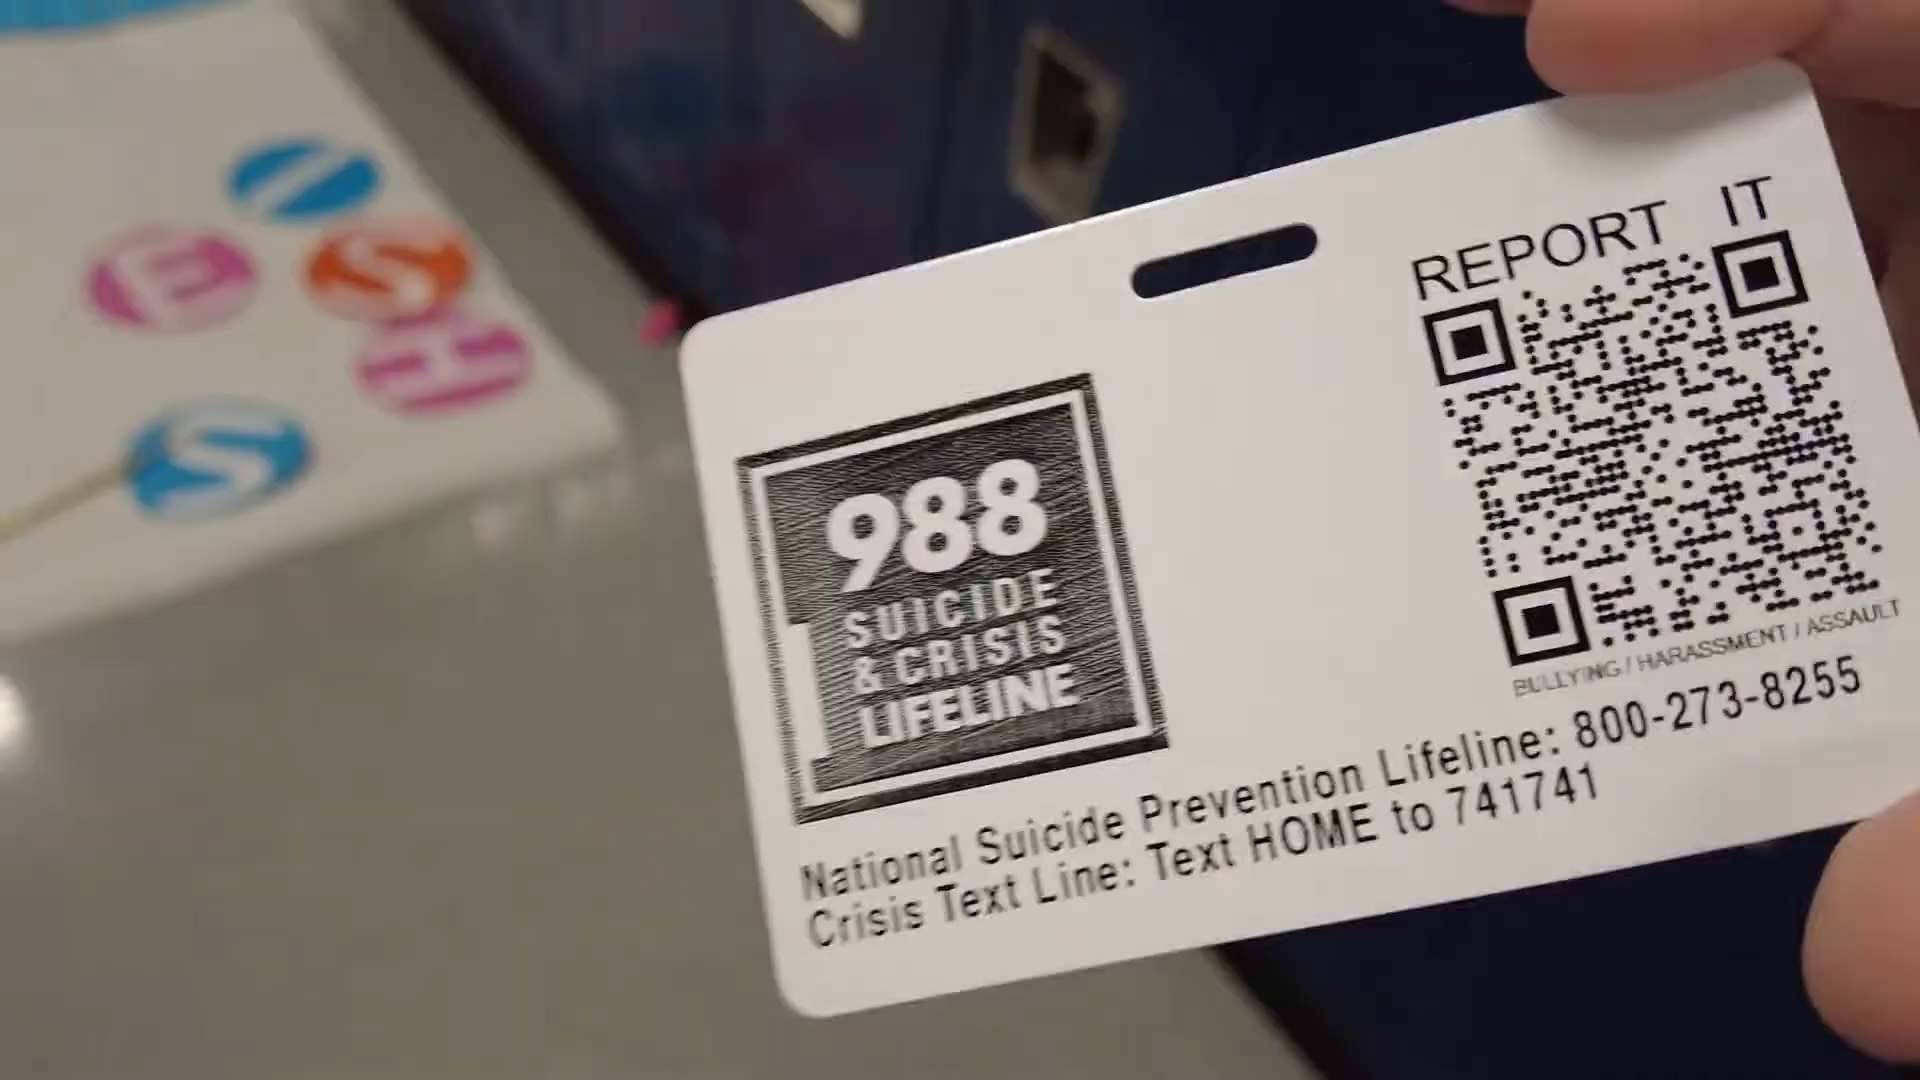 REPORT IT
988
SUICIDE
& CRISIS
LIFELINE
BULLYING / HARASSMENT / ASSAULT
National Suicide Prevention Lifeline: 800-273-8255
Crisis Text Line: Text HOME to 741741
E
S
H
S